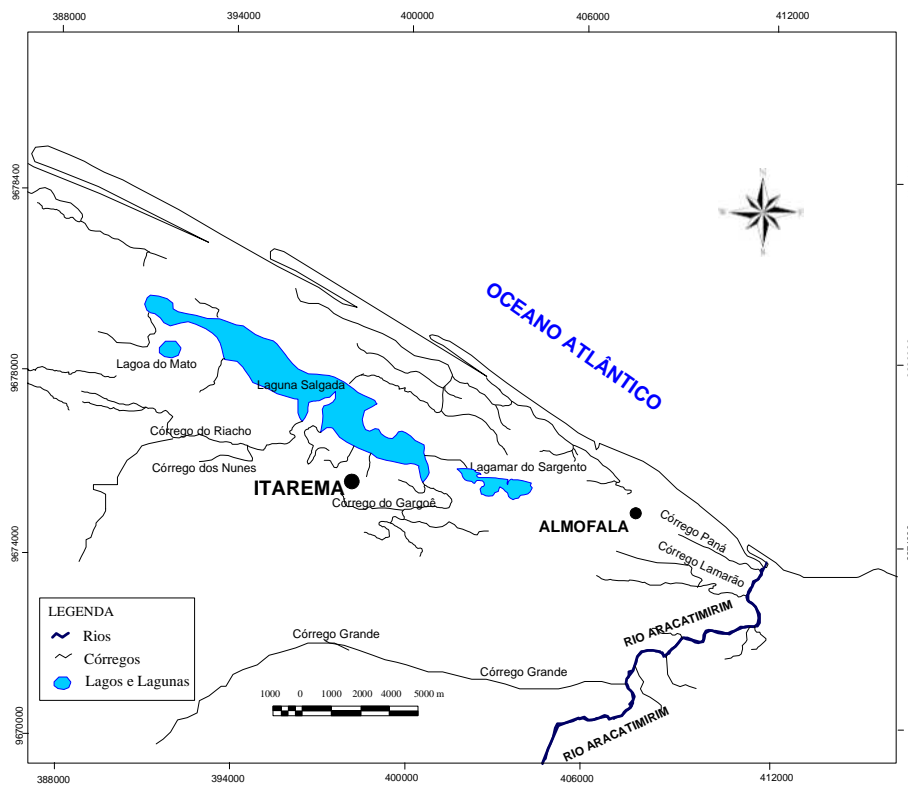 388000 394000 400000 406000 412000
9678400
9678000
9674000
9670000
N
OCEANO ATLÂNTICO
Lagoa do Mato
Laguna Salgada
Córrego do Riacho
Córrego dos Nunes
Lagamar do Sargento
ITAREMA
Córrego do Gargoê
ALMOFALA
Córrego Paná
Córrego Lamarão
RIO ARACATIMIRIM
Córrego Grande
Córrego Grande
RIO ARACATIMIRIM
LEGENDA
Rios
Córregos
Lagos e Lagunas
1000 0 1000 2000 4000 5000 m
388000 394000 400000 406000 412000